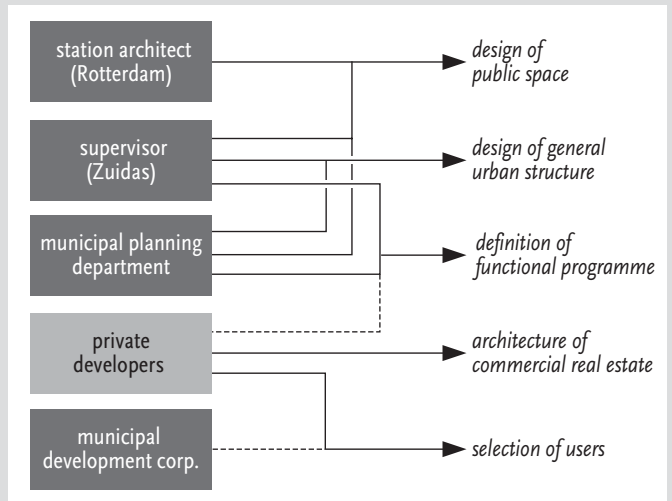 station architect
(Rotterdam)
design of
public space
supervisor
(Zuidas)
design of general
urban structure
municipal planning
department
definition of
functional programme
private
developers
architecture of
commercial real estate
municipal
development corp.
selection of users